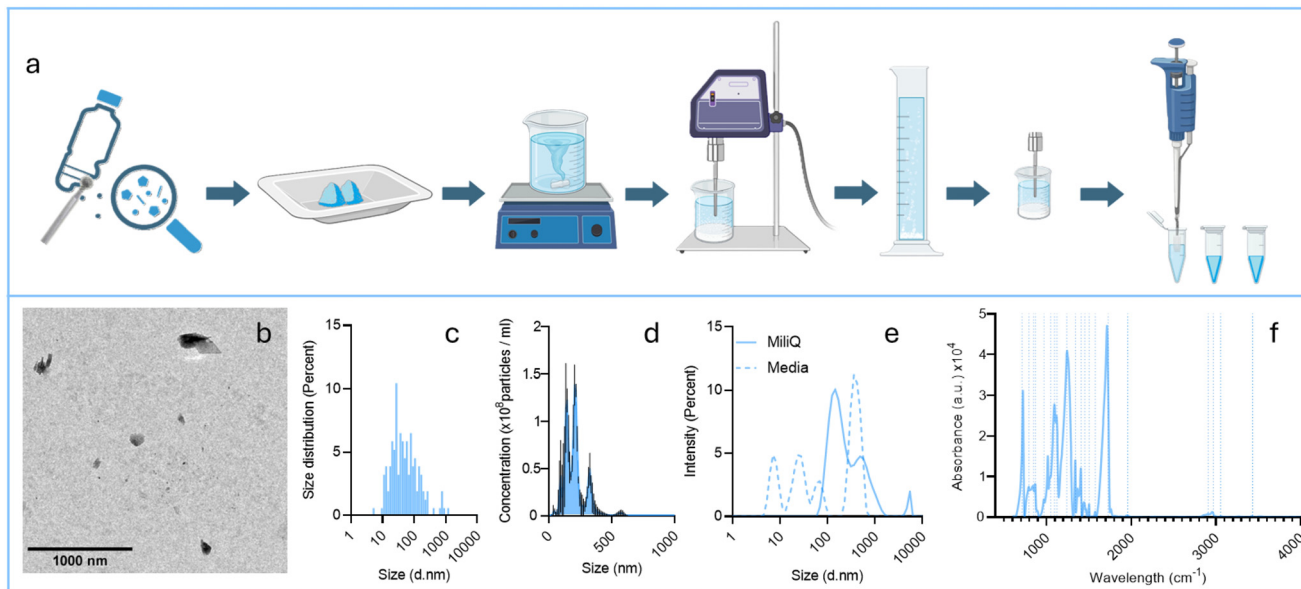 a
b
1000 nm
c
Size distribution (Percent)
15
10
5
0
1
10
100
1000
10000
Size (d.nm)
d
Concentration (x10⁸particles / ml)
2
1.5
1
0.5
0
0
500
1000
Size (nm)
e
Intensity (Percent)
15
10
5
0
MiliQ
Media
1
10
100
1000
10000
Size (d.nm)
f
Absorbance (a.u.) x10⁴
5
4
3
2
1
0
1000
2000
3000
4000
Wavelength (cm⁻¹)